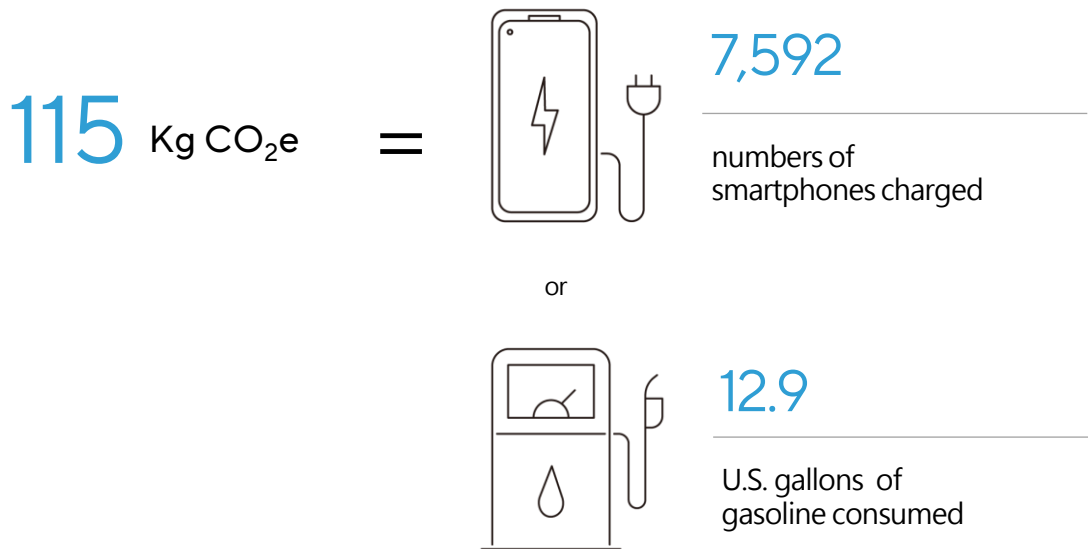 115 Kg CO₂e =
7,592
numbers of
smartphones charged
or
12.9
U.S. gallons of
gasoline consumed